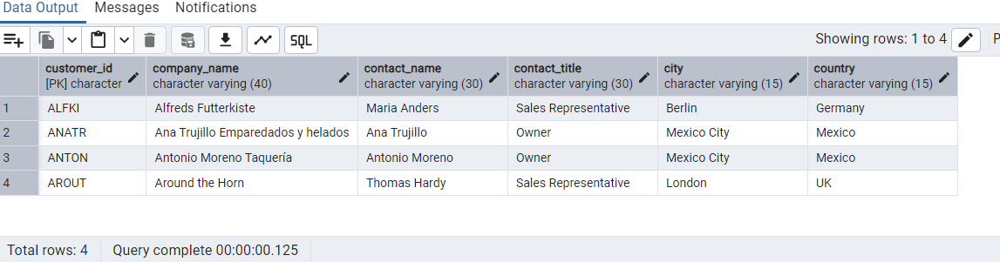 Data Output Messages Notifications
SQL Showing rows: 1 to 4 P
customer_id company_name contact_name contact_title city country
[PK] character character varying (40) character varying (30) character varying (30) character varying (15) character varying (15)
1 ALFKI Alfreds Futterkiste Maria Anders Sales Representative Berlin Germany
2 ANATR Ana Trujillo Emparedados y helados Ana Trujillo Owner Mexico City Mexico
3 ANTON Antonio Moreno Taquería Antonio Moreno Owner Mexico City Mexico
4 AROUT Around the Horn Thomas Hardy Sales Representative London UK
Total rows: 4 Query complete 00:00:00.125